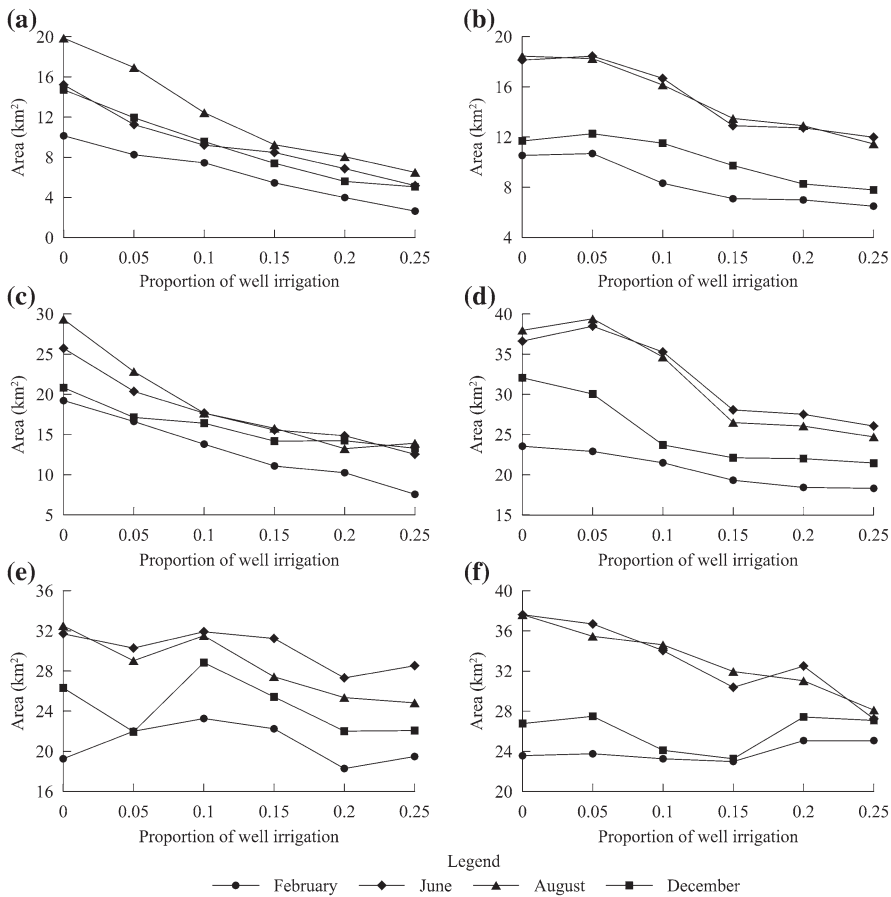 (a)
20
16
12
8
4
0
Area (km²)
0 0.05 0.1 0.15 0.2 0.25
Proportion of well irrigation
(b)
20
16
12
8
4
Area (km²)
0 0.05 0.1 0.15 0.2 0.25
Proportion of well irrigation
(c)
30
25
20
15
10
5
Area (km²)
0 0.05 0.1 0.15 0.2 0.25
Proportion of well irrigation
(d)
40
35
30
25
20
15
Area (km²)
0 0.05 0.1 0.15 0.2 0.25
Proportion of well irrigation
(e)
36
32
28
24
20
16
Area (km²)
0 0.05 0.1 0.15 0.2 0.25
Proportion of well irrigation
(f)
40
36
32
28
24
20
Area (km²)
0 0.05 0.1 0.15 0.2 0.25
Proportion of well irrigation
Legend
February June August December